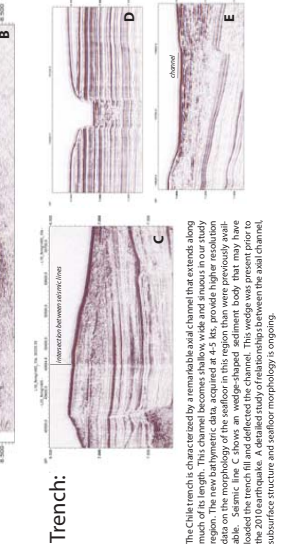 B
Trench:
D
E
C
channel
intersection between seismic lines
The Chile trench is characterized by a remarkable axial channel that extends along
much of its length. This channel becomes shallow, wide and sinuous in our study
region. The new bathymetric data, acquired at 4-5 kts, provide higher resolution
data on the morphology of the seafloor in this region than were previously avail-
able. Seismic line C shows an wedge-shaped sediment body that may have
loaded the trench fill and deflected the channel. This wedge was present prior to
the 2010 earthquake. A detailed study of relationships between the axial channel,
subsurface structure and seafloor morphology is ongoing.